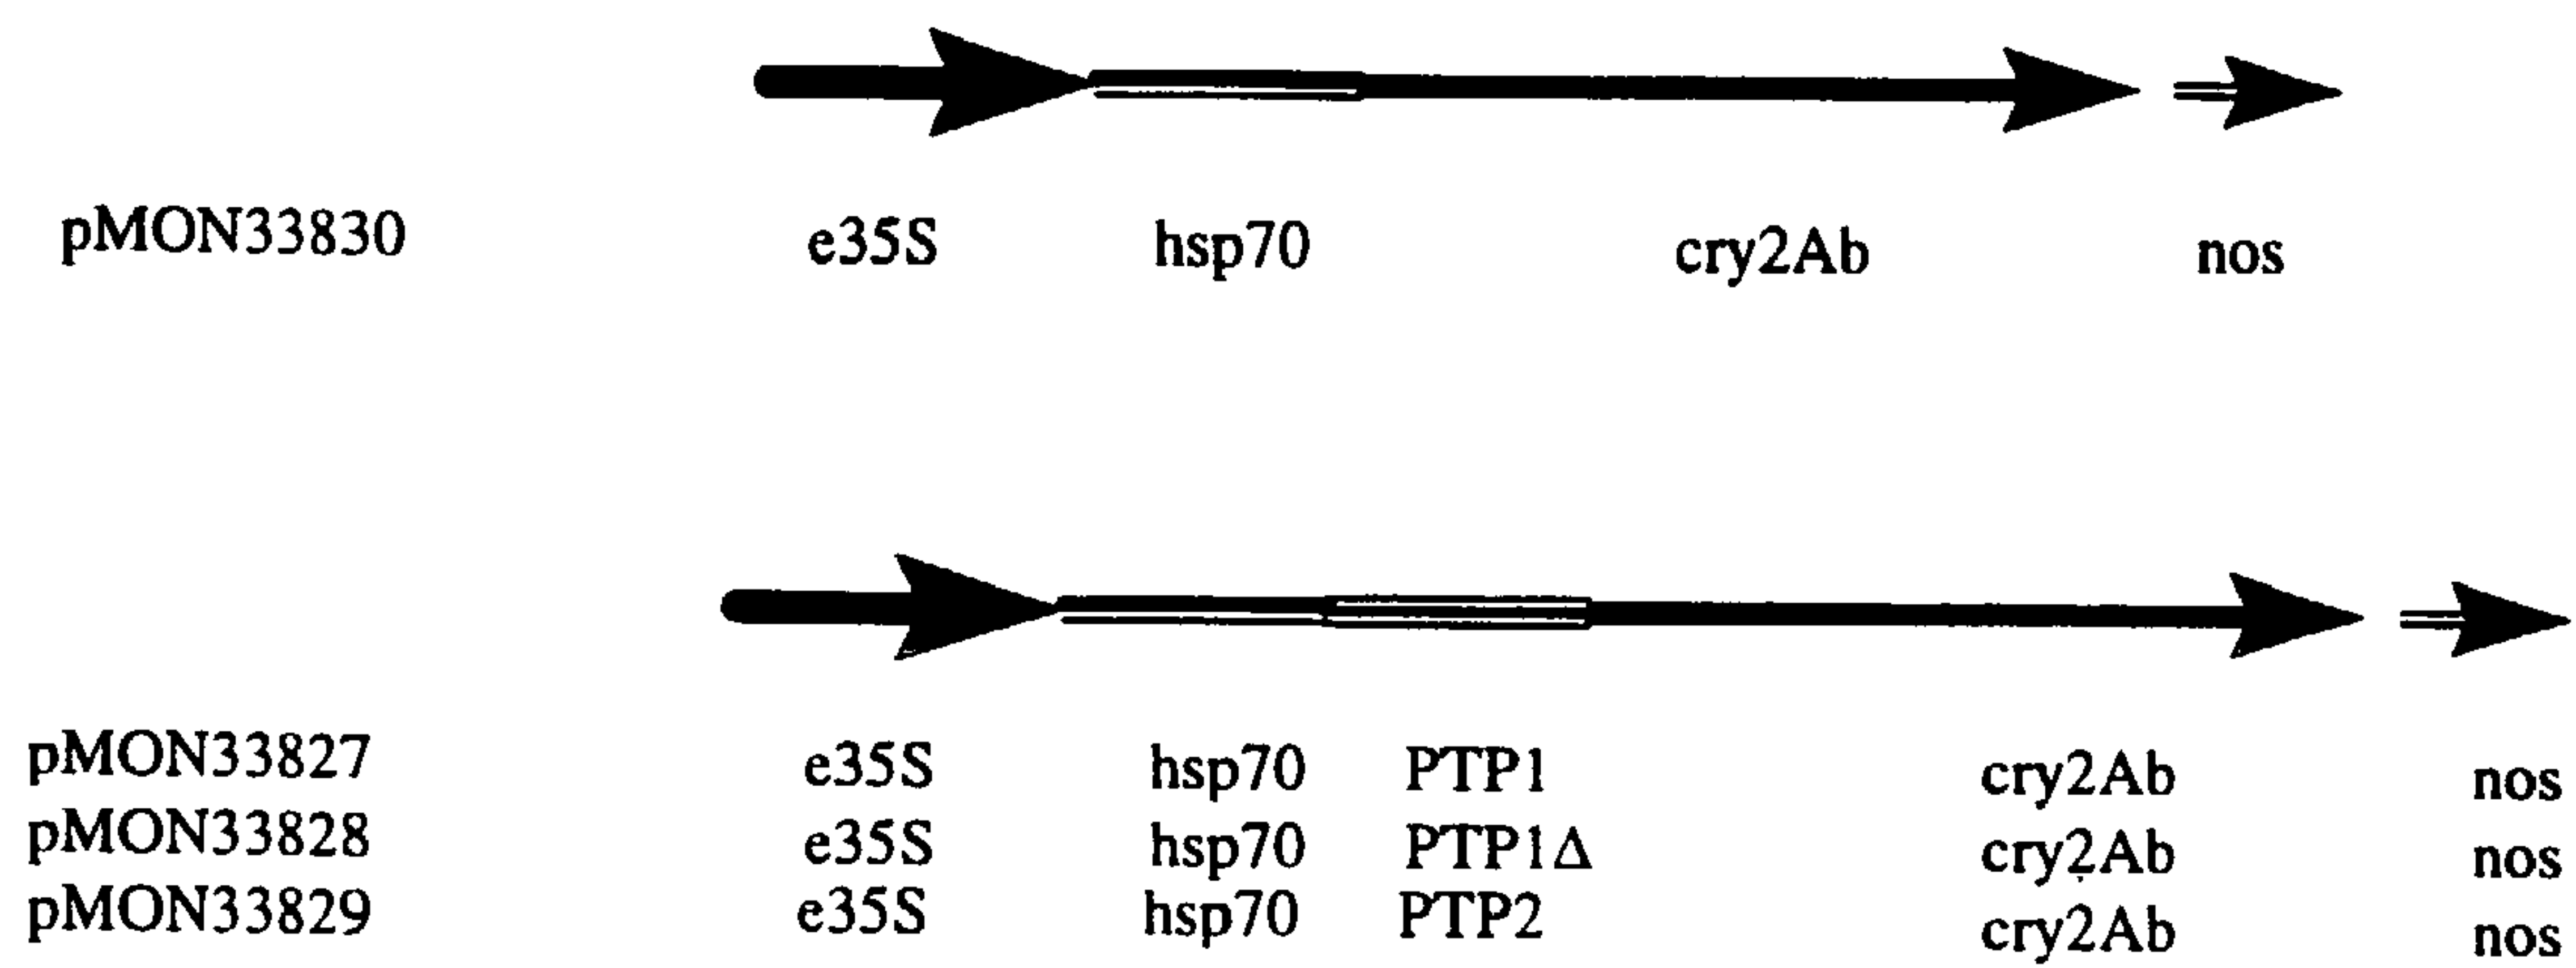 pMON33830 e35S hsp70 cry2Ab nos
pMON33827 e35S hsp70 PTP1 cry2Ab nos
pMON33828 e35S hsp70 PTP1Δ cry2Ab nos
pMON33829 e35S hsp70 PTP2 cry2Ab nos